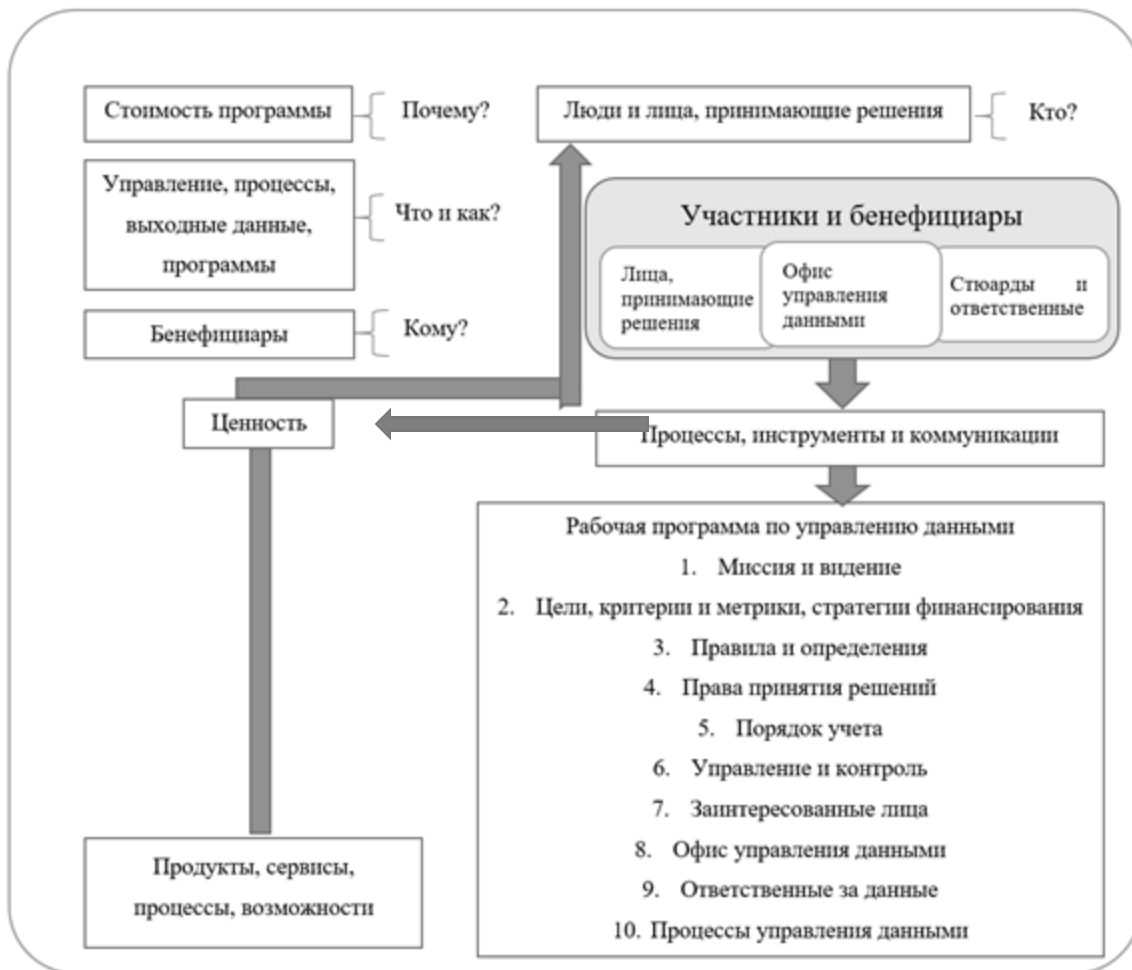 Стоимость программы
Почему?
Люди и лица, принимающие решения
Кто?
Управление, процессы,
выходные данные,
программы
Что и как?
Участники и бенефициары
Лица,
принимающие
решения
Офис
управления
данными
Стюарды и
ответственные
Бенефициары
Кому?
Ценность
Процессы, инструменты и коммуникации
Рабочая программа по управлению данными
1. Миссия и видение
2. Цели, критерии и метрики, стратегии финансирования
3. Правила и определения
4. Права принятия решений
5. Порядок учета
6. Управление и контроль
7. Заинтересованные лица
8. Офис управления данными
9. Ответственные за данные
10. Процессы управления данными
Продукты, сервисы,
процессы, возможности